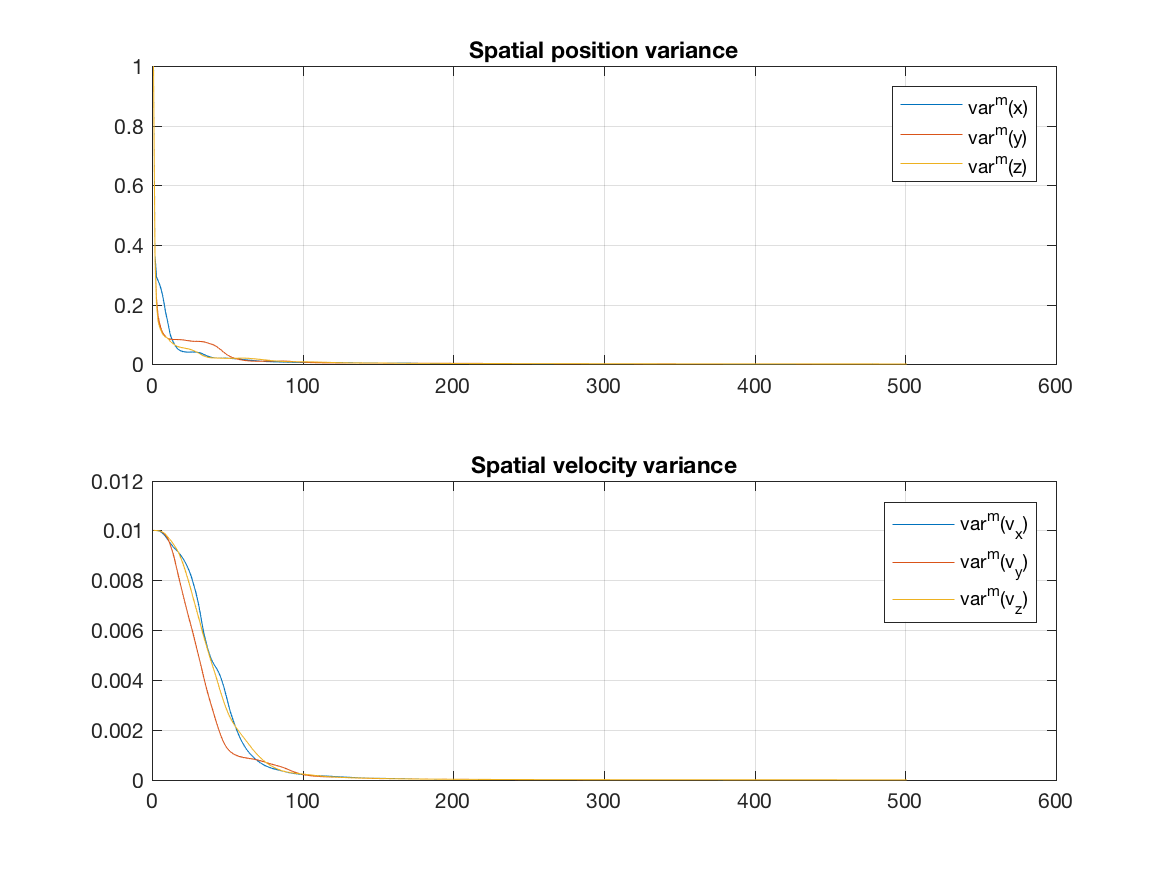 Spatial position variance
1
0.8
0.6
0.4
0.2
0
0 100 200 300 400 500 600
var^m(x)
var^m(y)
var^m(z)
Spatial velocity variance
0.012
0.01
0.008
0.006
0.004
0.002
0
0 100 200 300 400 500 600
var^m(v_x)
var^m(v_y)
var^m(v_z)